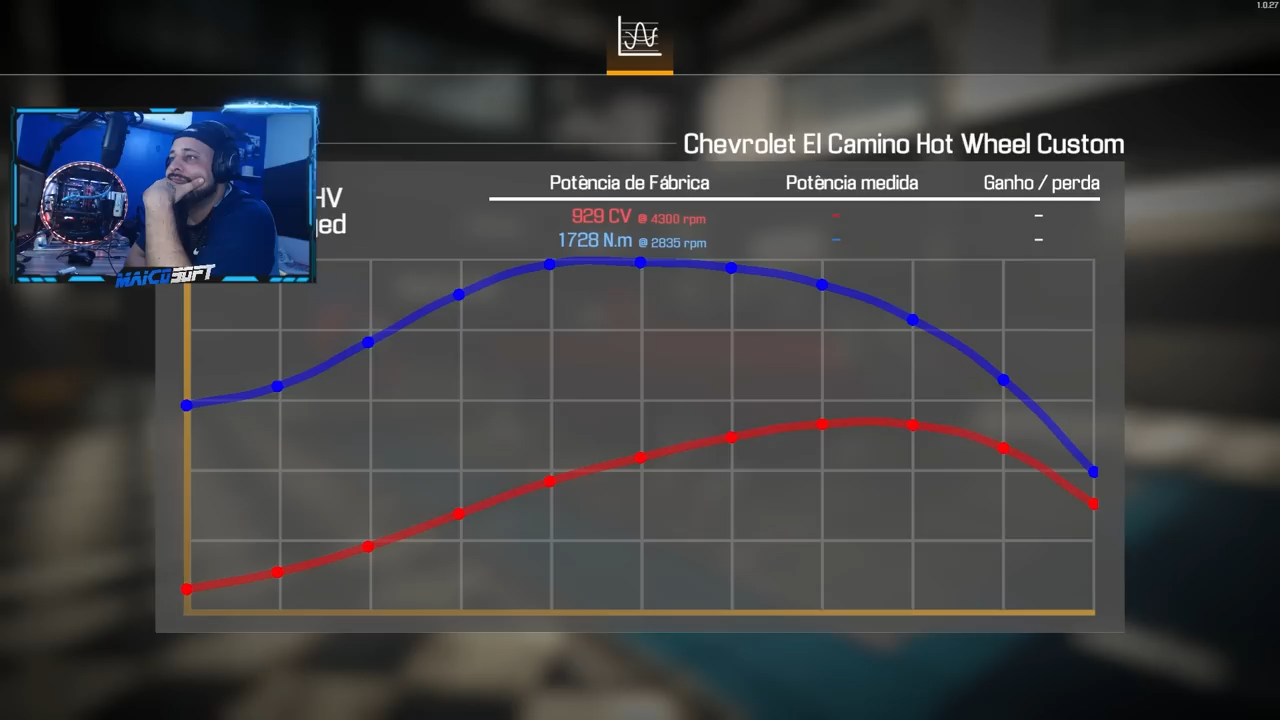 1.0.27
Chevrolet El Camino Hot Wheel Custom
Potência de Fábrica Potência medida Ganho / perda
HV
929 CV @ 4300 rpm - -
ged
1728 N.m @ 2835 rpm - -
MAICOSOFT